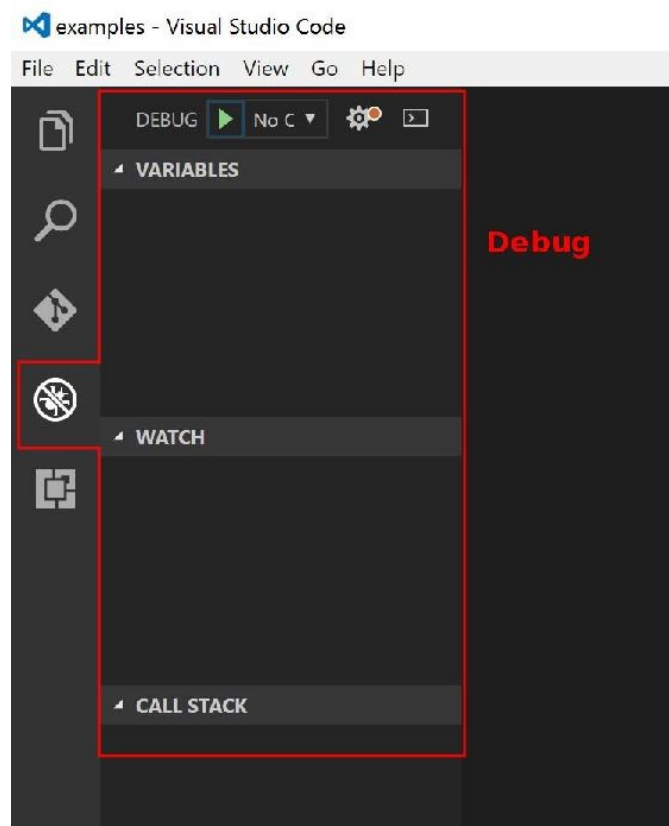 examples - Visual Studio Code
File Edit Selection View Go Help
DEBUG No C
VARIABLES
Debug
WATCH
CALL STACK